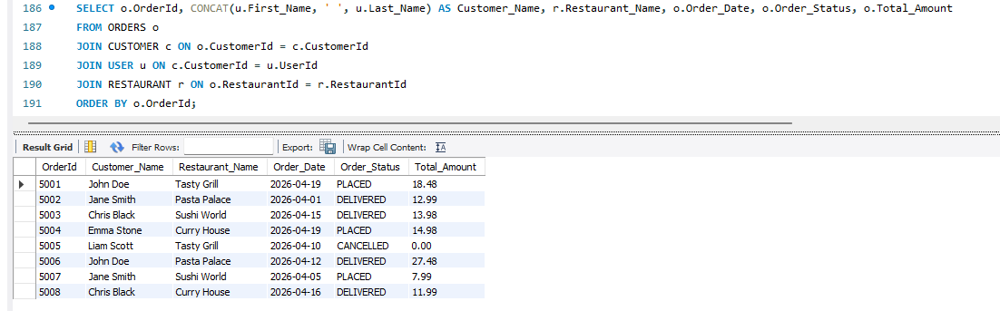 186 SELECT o.OrderId, CONCAT(u.First_Name, ' ', u.Last_Name) AS Customer_Name, r.Restaurant_Name, o.Order_Date, o.Order_Status, o.Total_Amount
187 FROM ORDERS o
188 JOIN CUSTOMER c ON o.CustomerId = c.CustomerId
189 JOIN USER u ON c.CustomerId = u.UserId
190 JOIN RESTAURANT r ON o.RestaurantId = r.RestaurantId
191 ORDER BY o.OrderId;
Result Grid Filter Rows: Export: Wrap Cell Content: IA
OrderId Customer_Name Restaurant_Name Order_Date Order_Status Total_Amount
5001 John Doe Tasty Grill 2026-04-19 PLACED 18.48
5002 Jane Smith Pasta Palace 2026-04-01 DELIVERED 12.99
5003 Chris Black Sushi World 2026-04-15 DELIVERED 13.98
5004 Emma Stone Curry House 2026-04-19 PLACED 14.98
5005 Liam Scott Tasty Grill 2026-04-10 CANCELLED 0.00
5006 John Doe Pasta Palace 2026-04-12 DELIVERED 27.48
5007 Jane Smith Sushi World 2026-04-05 PLACED 7.99
5008 Chris Black Curry House 2026-04-16 DELIVERED 11.99